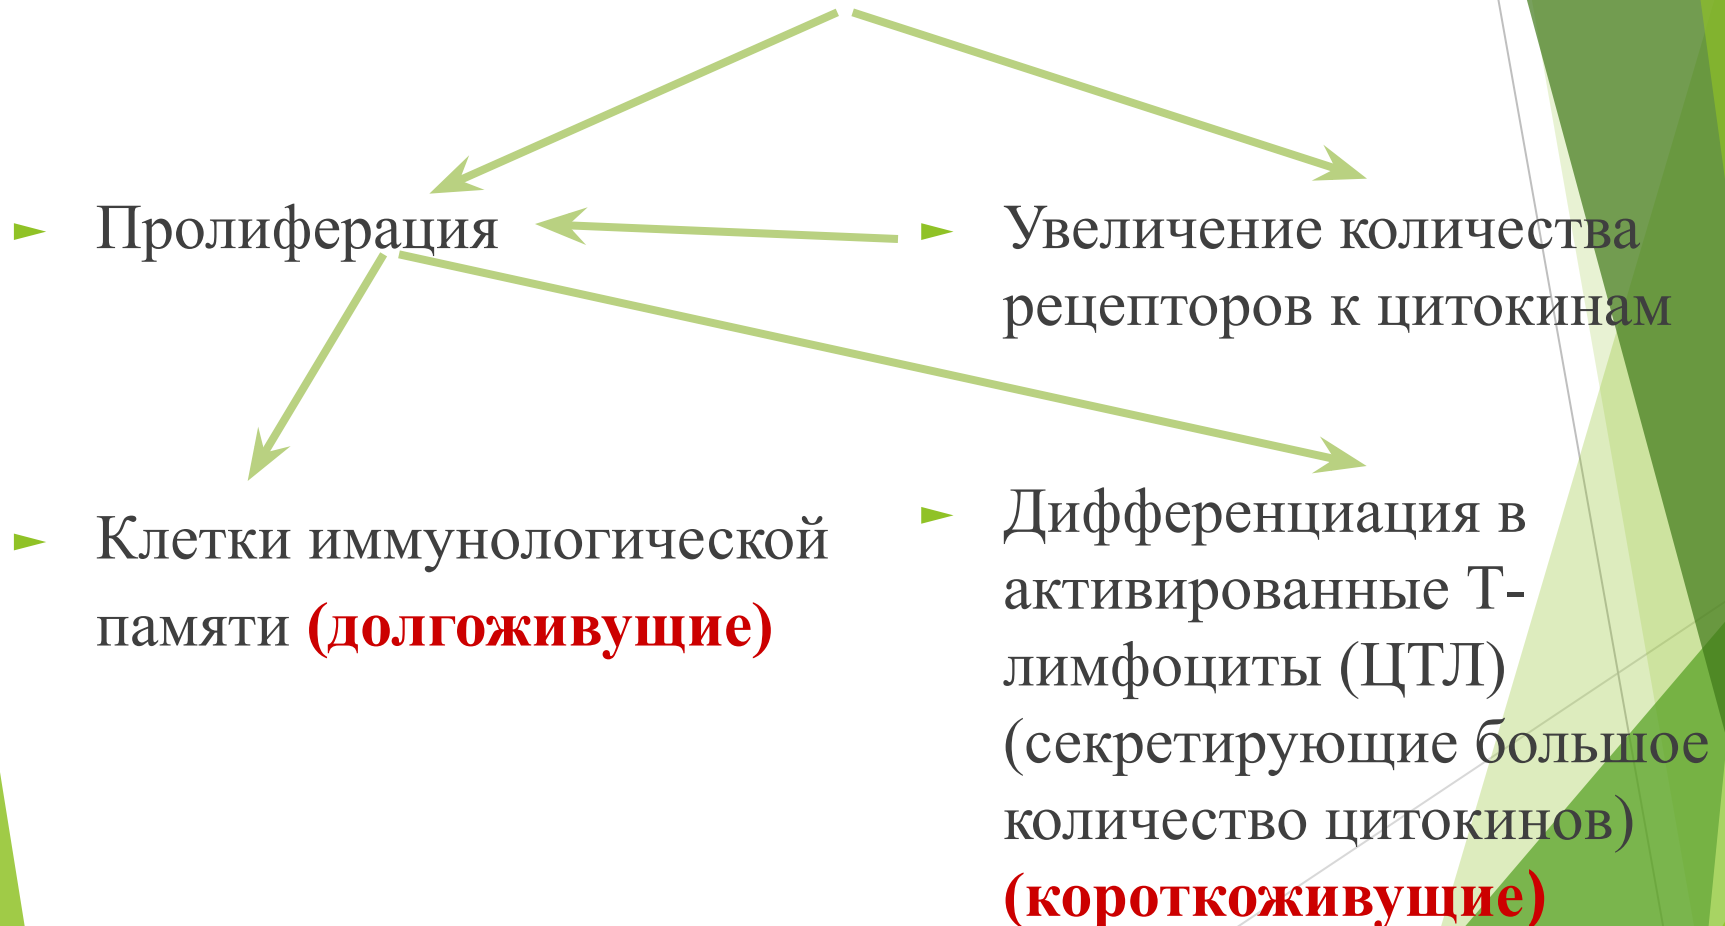 Пролиферация
Увеличение количества
рецепторов к цитокинам
Клетки иммунологической
памяти (долгоживущие)
Дифференциация в
активированные Т-
лимфоциты (ЦТЛ)
(секретирующие большое
количество цитокинов)
(короткоживущие)